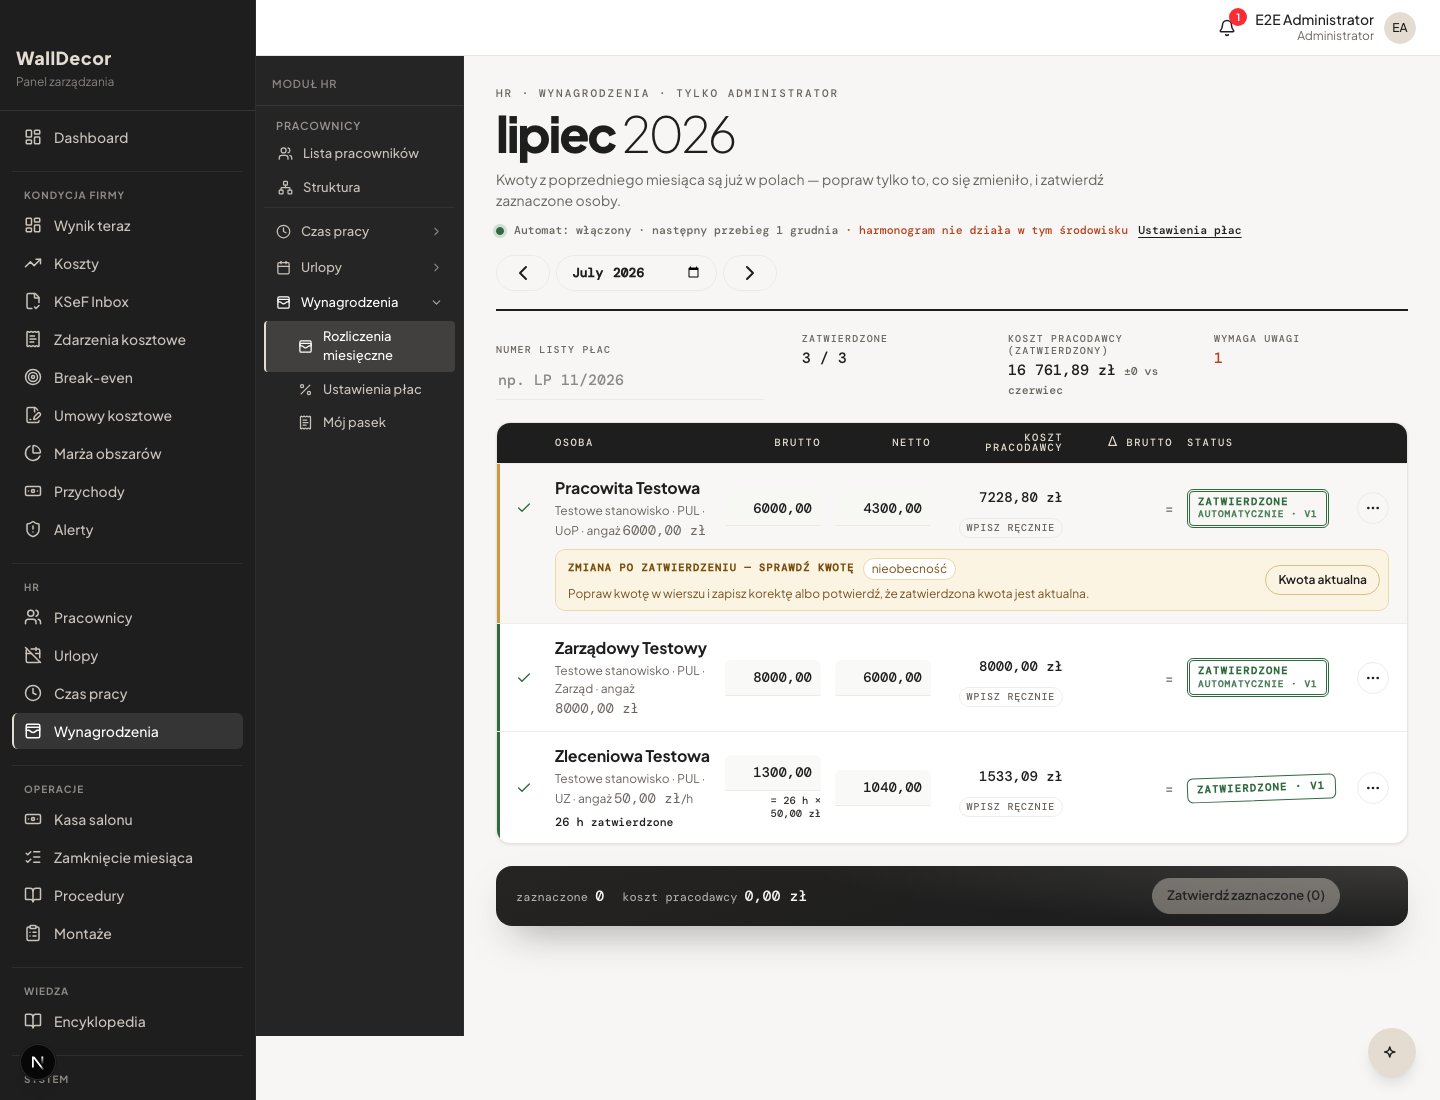 WallDecor
Panel zarządzania
Dashboard
KONDYCJA FIRMY
Wynik teraz
Koszty
KSeF Inbox
Zdarzenia kosztowe
Break-even
Umowy kosztowe
Marża obszarów
Przychody
Alerty
HR
Pracownicy
Urlopy
Czas pracy
Wynagrodzenia
OPERACJE
Kasa salonu
Zamknięcie miesiąca
Procedury
Montaże
WIEDZA
Encyklopedia
N
SYSTEM
MODUŁ HR
PRACOWNICY
Lista pracowników
Struktura
Czas pracy
Urlopy
Wynagrodzenia
Rozliczenia
miesięczne
Ustawienia płac
Mój pasek
1
E2E Administrator
Administrator
EA
HR · WYNAGRODZENIA · TYLKO ADMINISTRATOR
lipiec 2026
Kwoty z poprzedniego miesiąca są już w polach — popraw tylko to, co się zmieniło, i zatwierdź
zaznaczone osoby.
Automat: włączony · następny przebieg 1 grudnia · harmonogram nie działa w tym środowisku Ustawienia płac
July 2026
NUMER LISTY PŁAC
np. LP 11/2026
ZATWIERDZONE
3 / 3
KOSZT PRACODAWCY
(ZATWIERDZONY)
16 761,89 zł ±0 vs
czerwiec
WYMAGA UWAGI
1
OSOBA BRUTTO NETTO KOSZT PRACODAWCY Δ BRUTTO STATUS
Pracowita Testowa
Testowe stanowisko · PUL ·
UoP · angaż 6000,00 zł
6000,00
4300,00
7228,80 zł
WPISZ RĘCZNIE
=
ZATWIERDZONE
AUTOMATYCZNIE · V1
ZMIANA PO ZATWIERDZENIU — SPRAWDŹ KWOTĘ nieobecność
Popraw kwotę w wierszu i zapisz korektę albo potwierdź, że zatwierdzona kwota jest aktualna.
Kwota aktualna
Zarządowy Testowy
Testowe stanowisko · PUL ·
Zarząd · angaż
8000,00 zł
8000,00
6000,00
8000,00 zł
WPISZ RĘCZNIE
=
ZATWIERDZONE
AUTOMATYCZNIE · V1
Zleceniowa Testowa
Testowe stanowisko · PUL ·
UZ · angaż 50,00 zł/h
26 h zatwierdzone
1300,00
= 26 h ×
50,00 zł
1040,00
1533,09 zł
WPISZ RĘCZNIE
=
ZATWIERDZONE · V1
zaznaczone 0 koszt pracodawcy 0,00 zł
Zatwierdź zaznaczone (0)